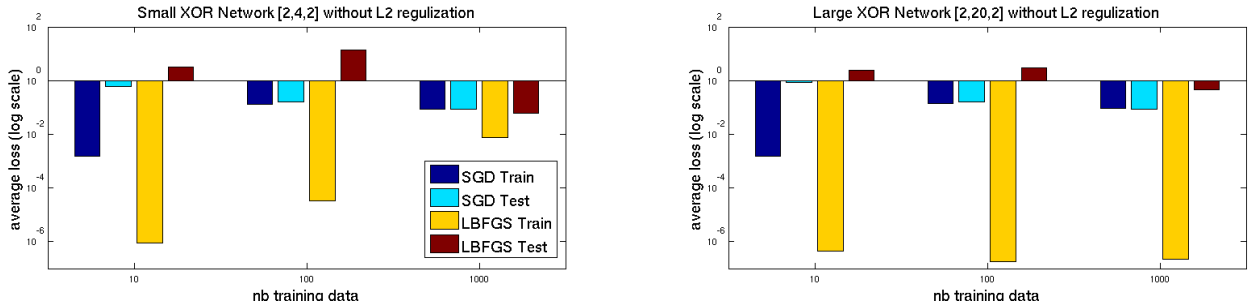 Small XOR Network [2,4,2] without L2 regulization
average loss (log scale)
10 2
10 0
10 -2
10 -4
10 -6
SGD Train
SGD Test
LBFGS Train
LBFGS Test
10 100 1000
nb training data
Large XOR Network [2,20,2] without L2 regulization
average loss (log scale)
10 2
10 0
10 -2
10 -4
10 -6
10 100 1000
nb training data